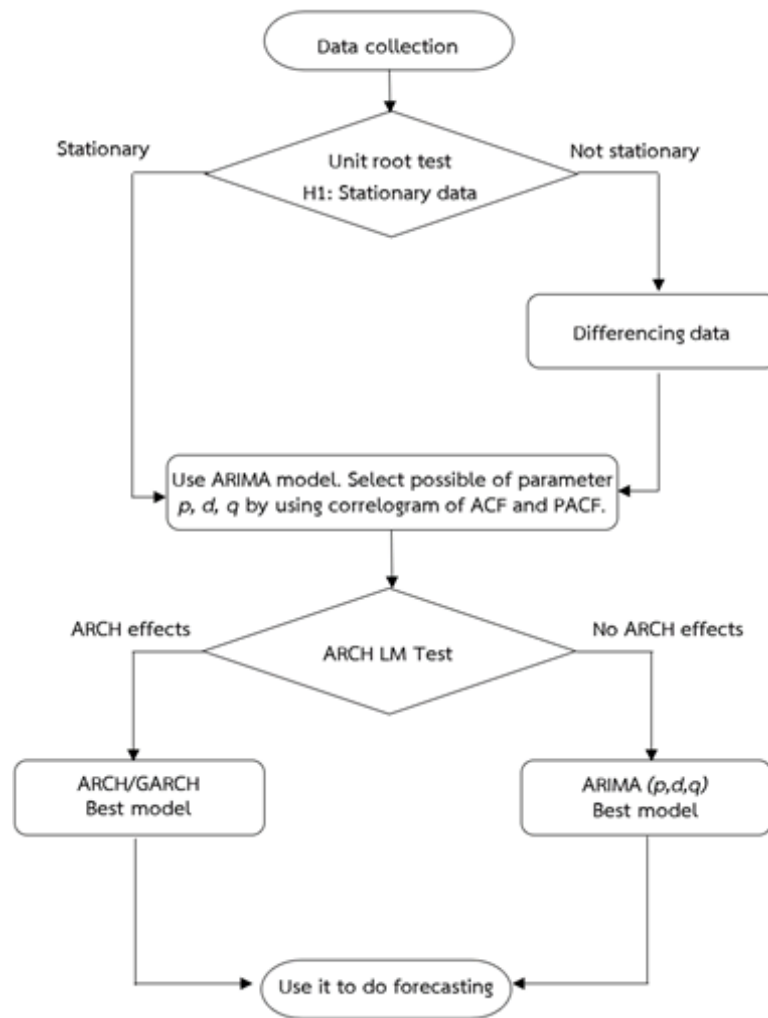 Data collection
Stationary
Unit root test
Not stationary
H1: Stationary data
Differencing data
Use ARIMA model. Select possible of parameter
p, d, q by using correlogram of ACF and PACF.
ARCH effects
No ARCH effects
ARCH LM Test
ARCH/GARCH
Best model
ARIMA (p,d,q)
Best model
Use it to do forecasting